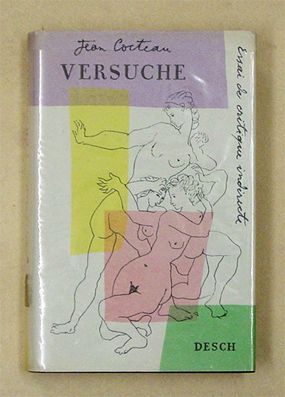 Jean Cocteau
VERSUCHE
Essai de critique indirecte
DESCH